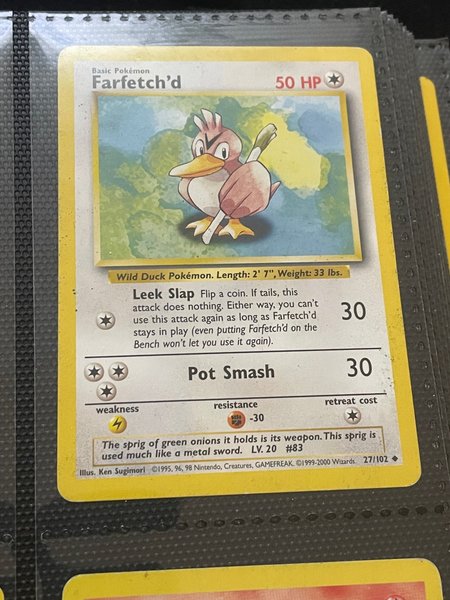 Basic Pokémon
Farfetch'd 50 HP
Wild Duck Pokémon. Length: 2' 7", Weight: 33 lbs.
Leek Slap Flip a coin. If tails, this
attack does nothing. Either way, you can't
use this attack again as long as Farfetch'd
stays in play (even putting Farfetch'd on the
Bench won't let you use it again).
30
Pot Smash 30
weakness resistance retreat cost
-30
The sprig of green onions it holds is its weapon. This sprig is
used much like a metal sword. LV. 20 #83
Illus. Ken Sugimori ©1995, 96, 98 Nintendo, Creatures, GAMEFREAK. ©1999-2000 Wizards. 27/102